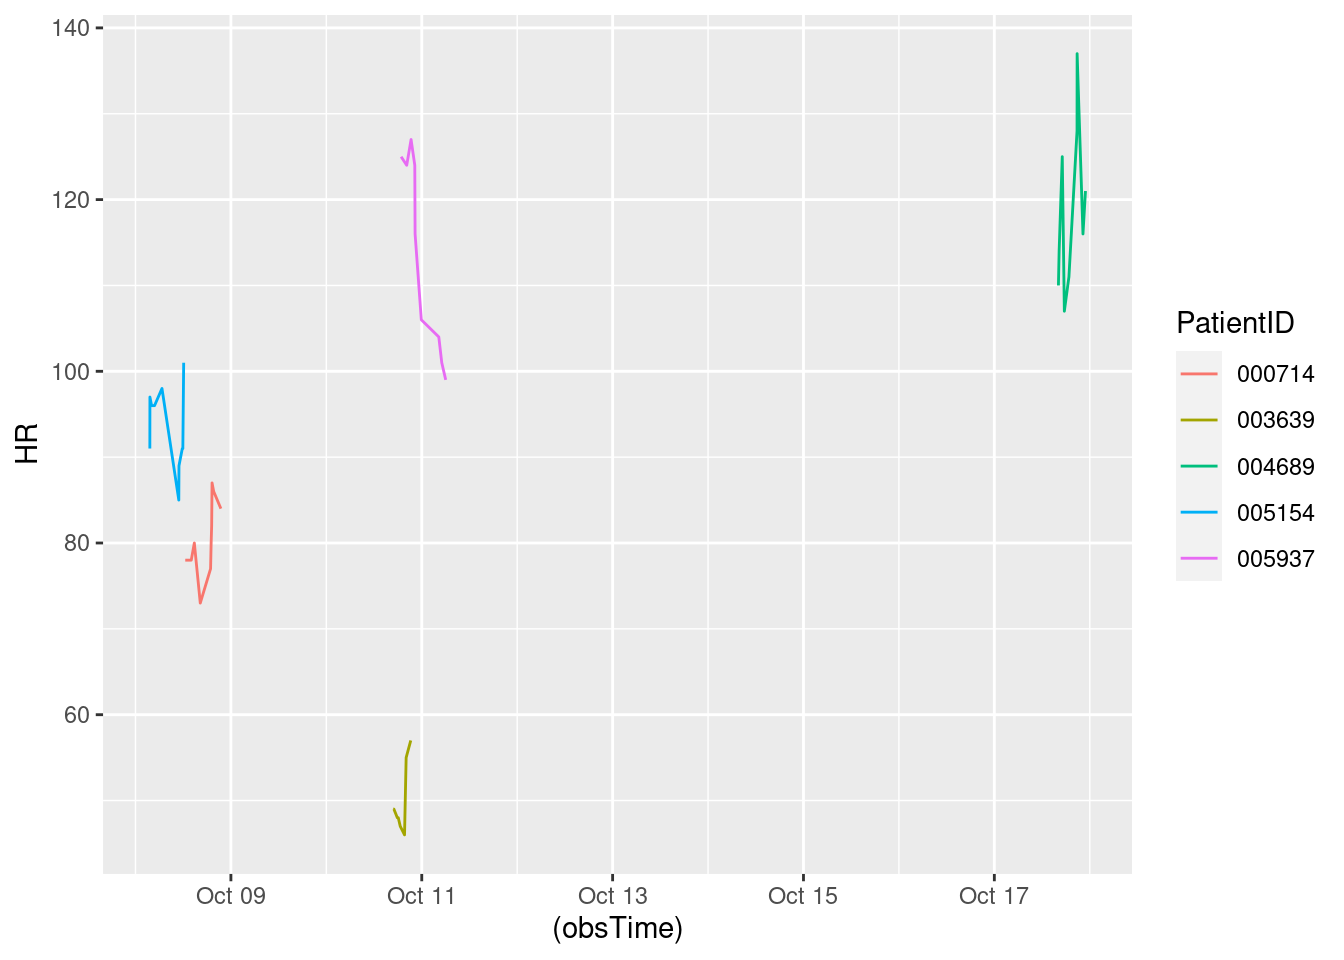 140
120
100
80
60
HR
Oct 09
Oct 11
Oct 13
Oct 15
Oct 17
(obsTime)
PatientID
000714
003639
004689
005154
005937